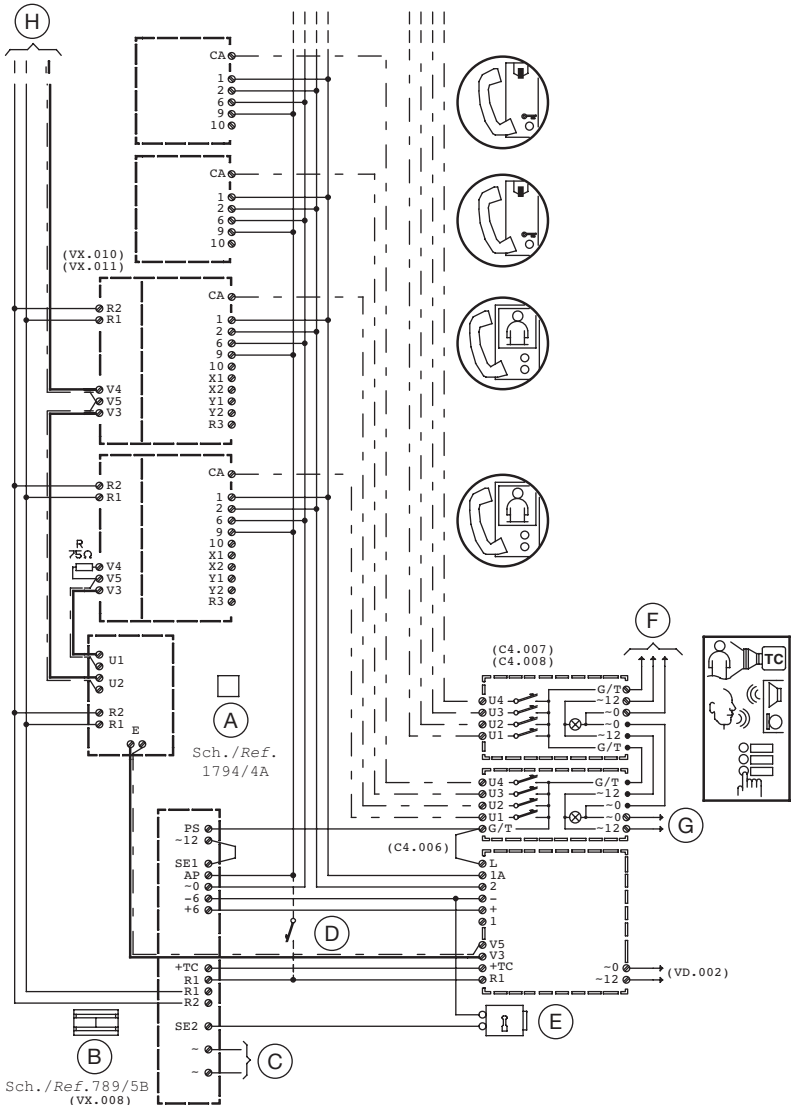 H
CA
1
2
6
9
10
CA
1
2
6
9
10
(VX.010)
(VX.011)
R2
R1
V4
V5
V3
CA
1
2
6
9
10
X1
X2
Y1
Y2
R3
R2
R1
R
75Ω
V4
V5
V3
CA
1
2
6
9
10
X1
X2
Y1
Y2
R3
U1
U2
R2
R1
E
A
Sch./Ref.
1794/4A
F
(C4.007)
(C4.008)
U4
U3
U2
U1
G/T
~12
~0
~0
~12
G/T
TC
U4
U3
U2
U1
G/T
G/T
~12
~0
~0
~12
G
(C4.006)
PS
~12
SE1
AP
~0
-6
+6
+TC
R1
R1
R2
SE2
~
~
L
1A
2
-
+
1
V5
V3
+TC
R1
~0
~12
(VD.002)
D
E
C
B
Sch./Ref.789/5B
(VX.008)